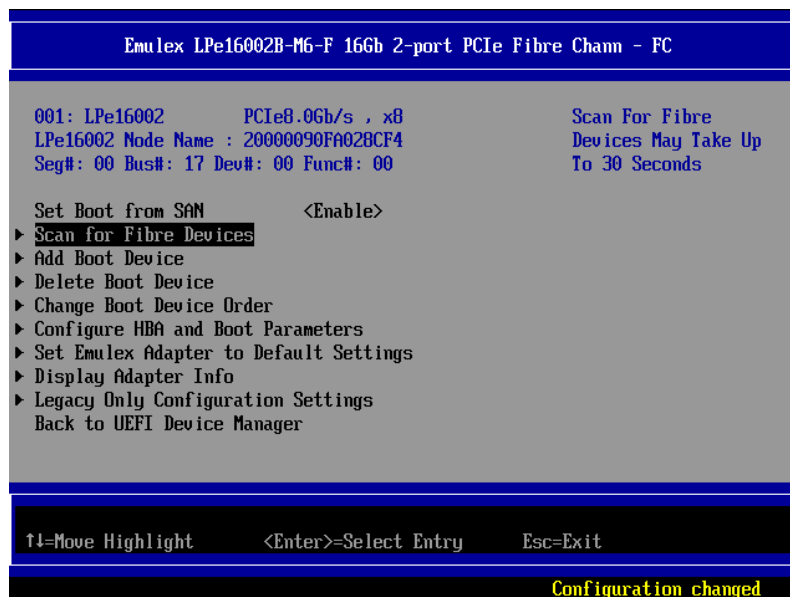 Emulex LPe16002B-M6-F 16Gb 2-port PCIe Fibre Chann - FC
001: LPe16002 PCIe8.0Gb/s , x8
LPe16002 Node Name : 20000090FA028CF4
Seg#: 00 Bus#: 17 Dev#: 00 Func#: 00
Scan For Fibre
Devices May Take Up
To 30 Seconds
Set Boot from SAN <Enable>
Scan for Fibre Devices
Add Boot Device
Delete Boot Device
Change Boot Device Order
Configure HBA and Boot Parameters
Set Emulex Adapter to Default Settings
Display Adapter Info
Legacy Only Configuration Settings
Back to UEFI Device Manager
↑↓=Move Highlight <Enter>=Select Entry Esc=Exit
Configuration changed